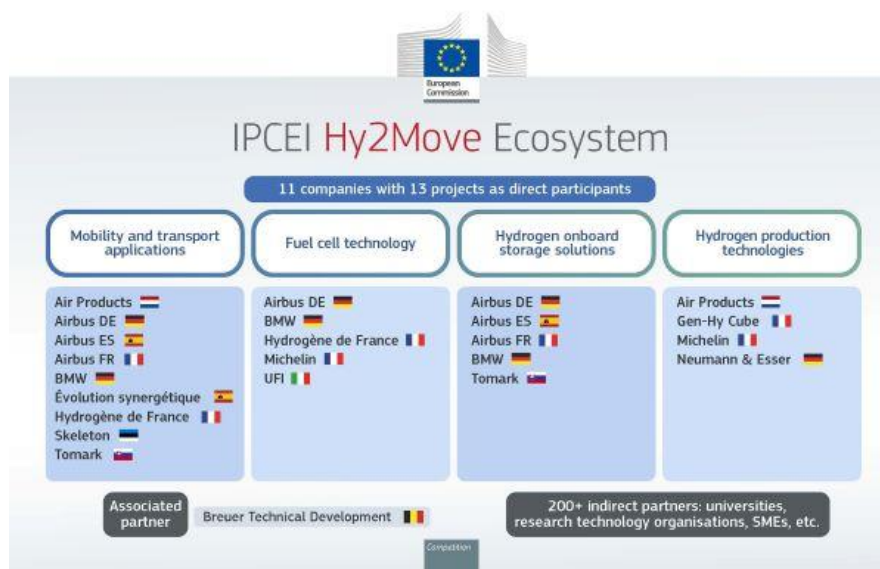 European
Commission
IPCEI Hy2Move Ecosystem
11 companies with 13 projects as direct participants
Mobility and transport
applications
Air Products
Airbus DE
Airbus ES
Airbus FR
BMW
Évolution synergétique
Hydrogène de France
Skeleton
Tomark
Fuel cell technology
Airbus DE
BMW
Hydrogène de France
Michelin
UFI
Hydrogen onboard
storage solutions
Airbus DE
Airbus ES
Airbus FR
BMW
Tomark
Hydrogen production
technologies
Air Products
Gen-Hy Cube
Michelin
Neumann & Esser
Associated
partner
Breuer Technical Development
200+ indirect partners: universities,
research technology organisations, SMEs, etc.
Competition